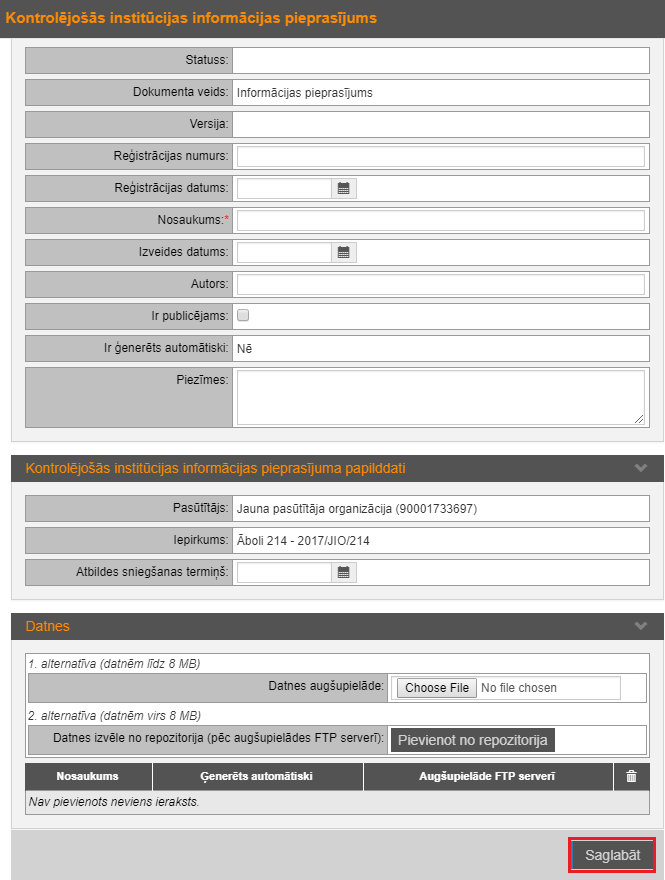 Kontrolējošās institūcijas informācijas pieprasījums
Statuss:
Dokumenta veids: Informācijas pieprasījums
Versija:
Reģistrācijas numurs:
Reģistrācijas datums:
Nosaukums:*
Izveides datums:
Autors:
Ir publicējams:
Ir ģenerēts automātiski: Nē
Piezīmes:
Kontrolējošās institūcijas informācijas pieprasījuma papilddati
Pasūtītājs: Jauna pasūtītāja organizācija (90001733697)
Iepirkums: Āboli 214 - 2017/JIO/214
Atbildes sniegšanas termiņš:
Datnes
1. alternatīva (datnēm līdz 8 MB)
Datnes augšupielāde: Choose File No file chosen
2. alternatīva (datnēm virs 8 MB)
Datnes izvēle no repozitorija (pēc augšupielādes FTP serverī): Pievienot no repozitorija
Nosaukums Ģenerēts automātiski Augšupielāde FTP serverī
Nav pievienots neviens ieraksts.
Saglabāt